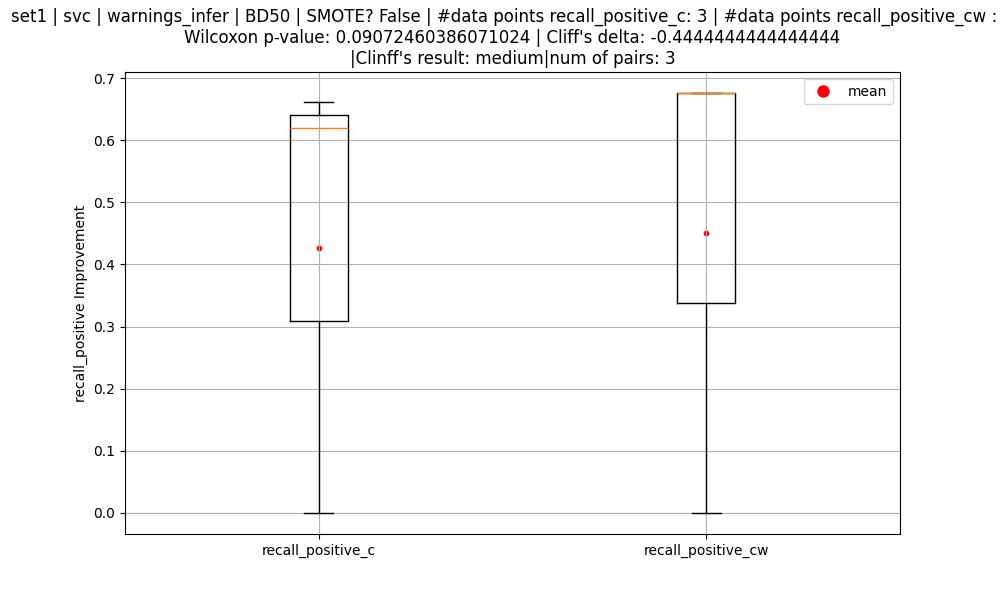 set1 | svc | warnings_infer | BD50 | SMOTE? False | #data points recall_positive_c: 3 | #data points recall_positive_cw :
Wilcoxon p-value: 0.09072460386071024 | Cliff's delta: -0.4444444444444444
|Clinff's result: medium|num of pairs: 3
0.7
mean
0.6
0.5
0.4
0.3
0.2
0.1
0.0
recall_positive Improvement
recall_positive_c
recall_positive_cw